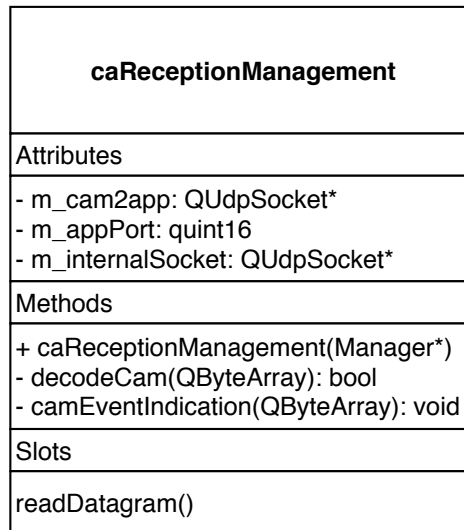 caReceptionManagement
Attributes
- m_cam2app: QUdpSocket*
- m_appPort: quint16
- m_internalSocket: QUdpSocket*
Methods
+ caReceptionManagement(Manager*)
- decodeCam(QByteArray): bool
- camEventIndication(QByteArray): void
Slots
readDatagram()